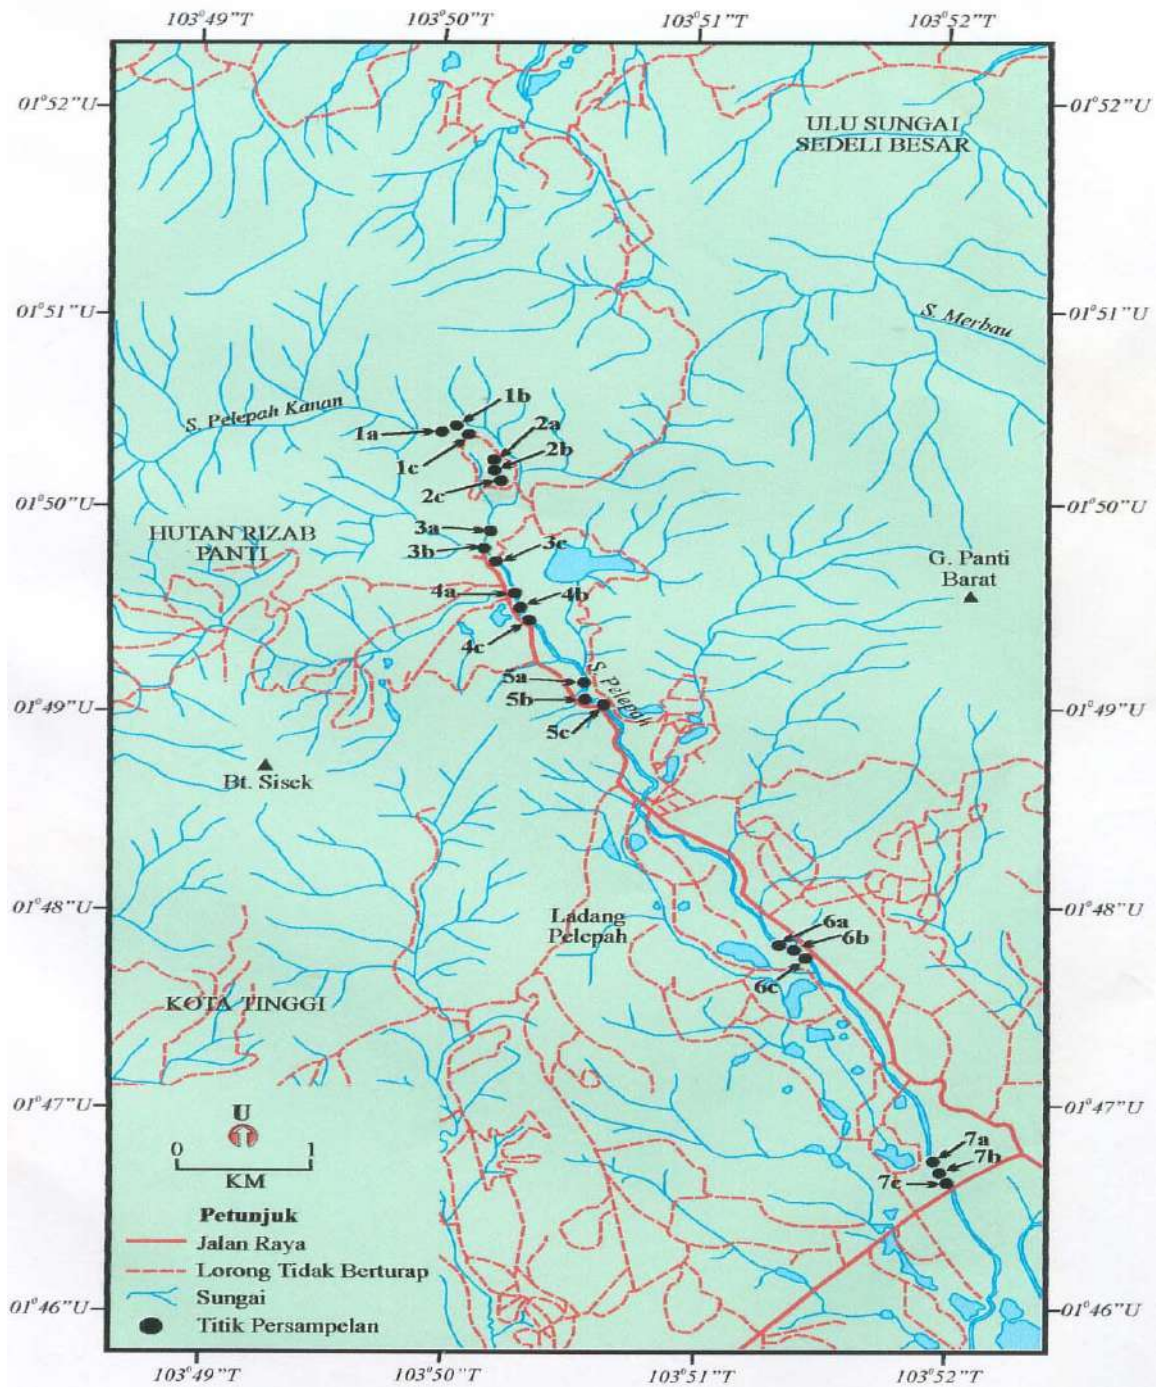 103°49"T 103°50"T 103°51"T 103°52"T
01°52"U 01°52"U
ULU SUNGAI
SEDELI BESAR
01°51"U 01°51"U
S. Merbau
S. Pelepah Kanan
1b
1a
2a
2b
1c
2c
01°50"U 01°50"U
3a
HUTAN RIZAB
PANTI
3b
3c
G. Panti
Barat
4a
4b
4c
S. Pelepah
5a
5b
01°49"U 01°49"U
5c
Bt. Sisek
01°48"U 01°48"U
Ladang
Pelepah
6a
6b
6c
KOTA TINGGI
01°47"U 01°47"U
U
0 1
KM
7a
7b
7c
Petunjuk
Jalan Raya
Lorong Tidak Berturap
Sungai
01°46"U 01°46"U
Titik Persampelan
103°49"T 103°50"T 103°51"T 103°52"T